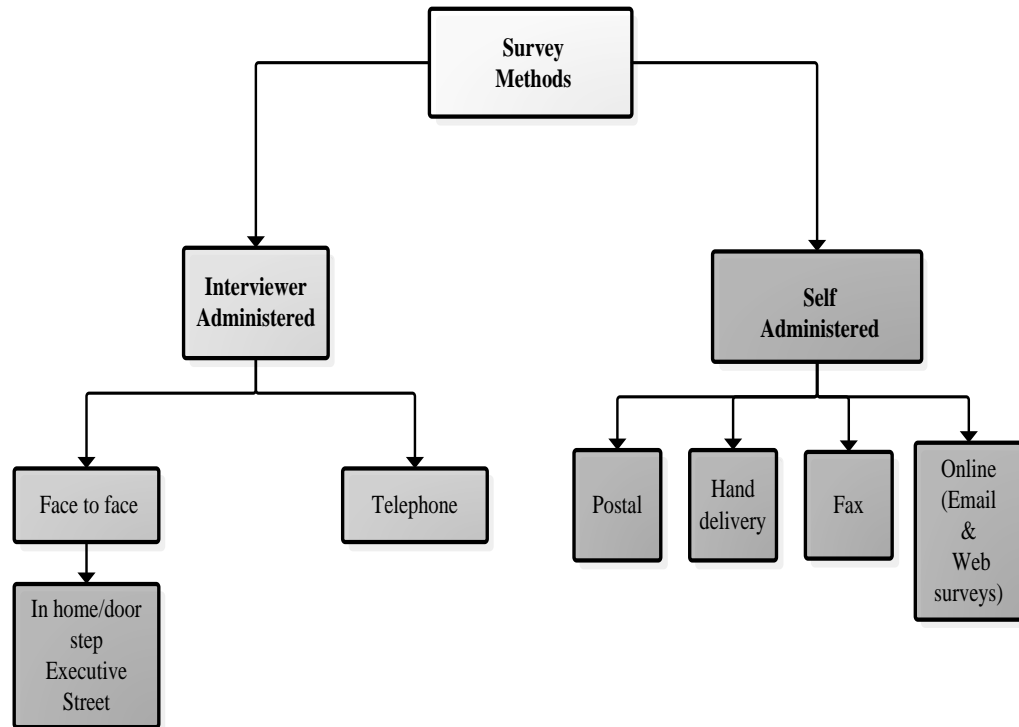 Survey
Methods
Interviewer
Administered
Self
Administered
Face to face
Telephone
Postal
Hand
delivery
Fax
Online
(Email
&
Web
surveys)
In home/door
step
Executive
Street